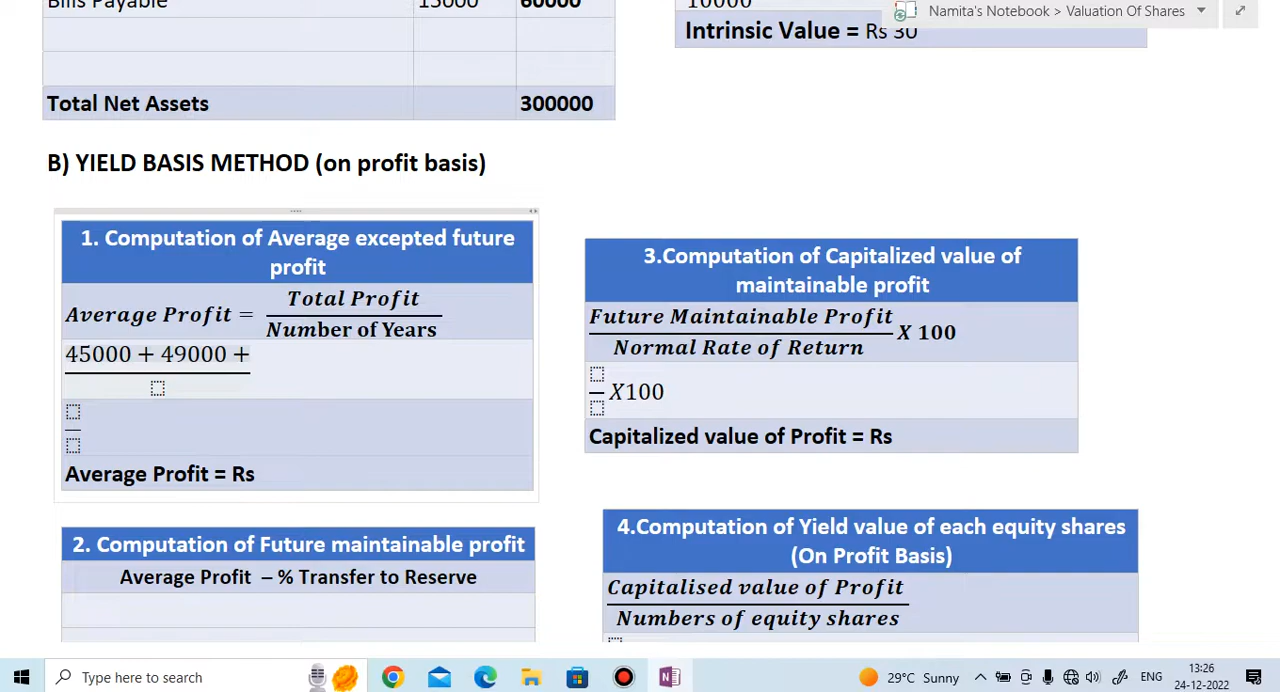 Bills Payable 15000 60000
10000
Namita's Notebook > Valuation Of Shares
Intrinsic Value = Rs 30
Total Net Assets 300000
B) YIELD BASIS METHOD (on profit basis)
1. Computation of Average excepted future
profit
Average Profit = Total Profit
Number of Years
45000 + 49000 +
Average Profit = Rs
2. Computation of Future maintainable profit
Average Profit – % Transfer to Reserve
3.Computation of Capitalized value of
maintainable profit
Future Maintainable Profit
Normal Rate of Return
X 100
X100
Capitalized value of Profit = Rs
4.Computation of Yield value of each equity shares
(On Profit Basis)
Capitalised value of Profit
Numbers of equity shares
Type here to search
29°C Sunny
ENG
13:26
24-12-2022